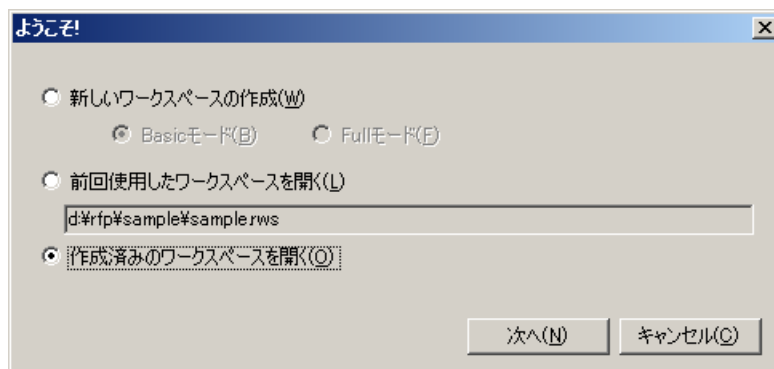 ようこそ!
新しいワークスペースの作成(W)
Basicモード(B) Fullモード(F)
前回使用したワークスペースを開く(L)
d:¥rfp¥sample¥sample.rws
作成済みのワークスペースを開く(O)
次へ(N) キャンセル(C)